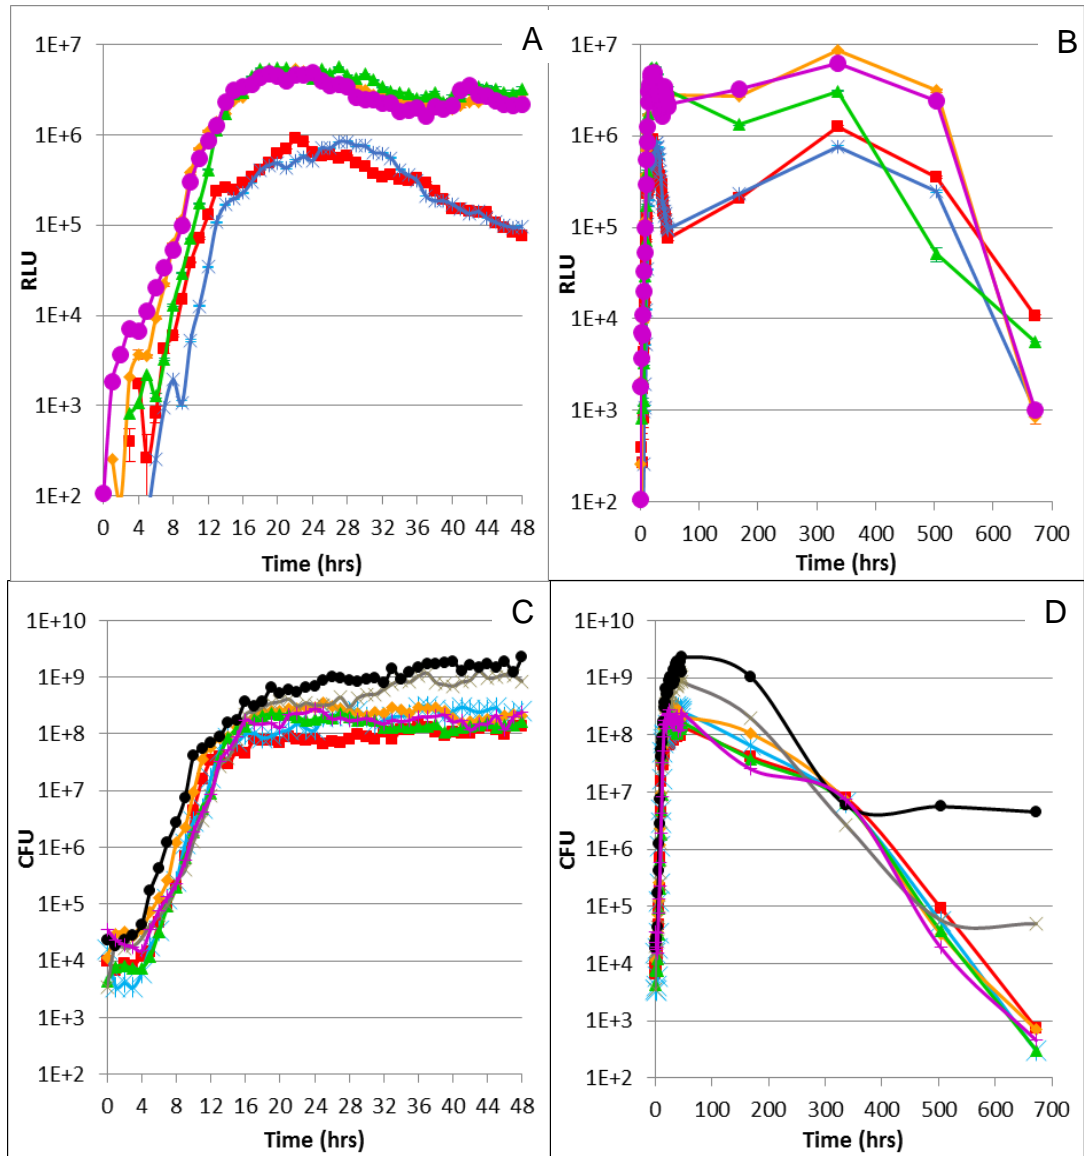 A
1E+7
1E+6
1E+5
1E+4
1E+3
1E+2
RLU
0 4 8 12 16 20 24 28 32 36 40 44 48
Time (hrs)
B
1E+7
1E+6
1E+5
1E+4
1E+3
1E+2
RLU
0 100 200 300 400 500 600 700
Time (hrs)
C
1E+10
1E+9
1E+8
1E+7
1E+6
1E+5
1E+4
1E+3
1E+2
CFU
0 4 8 12 16 20 24 28 32 36 40 44 48
Time (hrs)
D
1E+10
1E+9
1E+8
1E+7
1E+6
1E+5
1E+4
1E+3
1E+2
CFU
0 100 200 300 400 500 600 700
Time (hrs)